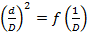 (d/D)² = f(1/D)